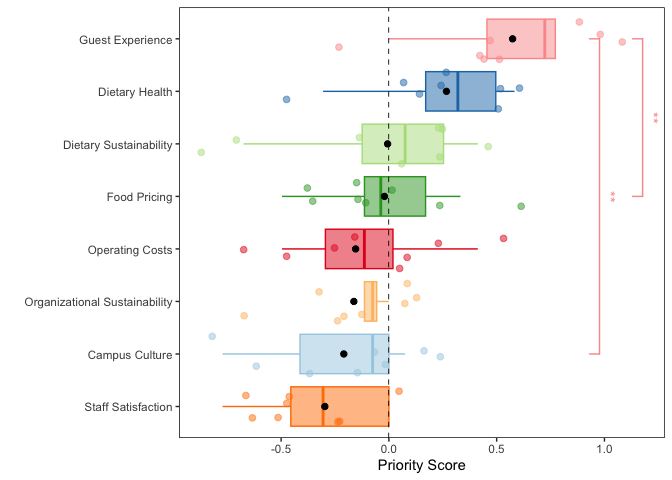 Guest Experience
Dietary Health
Dietary Sustainability
Food Pricing
Operating Costs
Organizational Sustainability
Campus Culture
Staff Satisfaction
**
**
-0.5 0.0 0.5 1.0
Priority Score